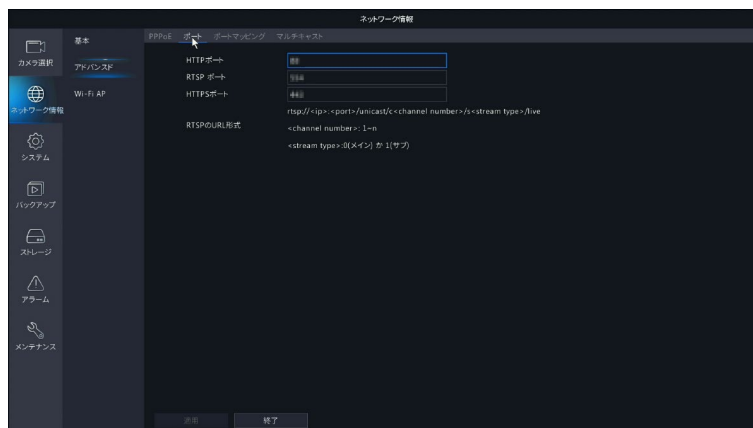 ネットワーク情報
カメラ選択
ネットワーク情報
システム
バックアップ
ストレージ
アラーム
メンテナンス
基本
アドバンスド
Wi-Fi AP
PPPoE ポート ポートマッピング マルチキャスト
HTTPポート
RTSP ポート
HTTPSポート
RTSPのURL形式
rtsp://<ip>:<port>/unicast/c<channel number>/s<stream type>/live
<channel number>: 1~n
<stream type>:0(メイン) か 1(サブ)
適用 終了